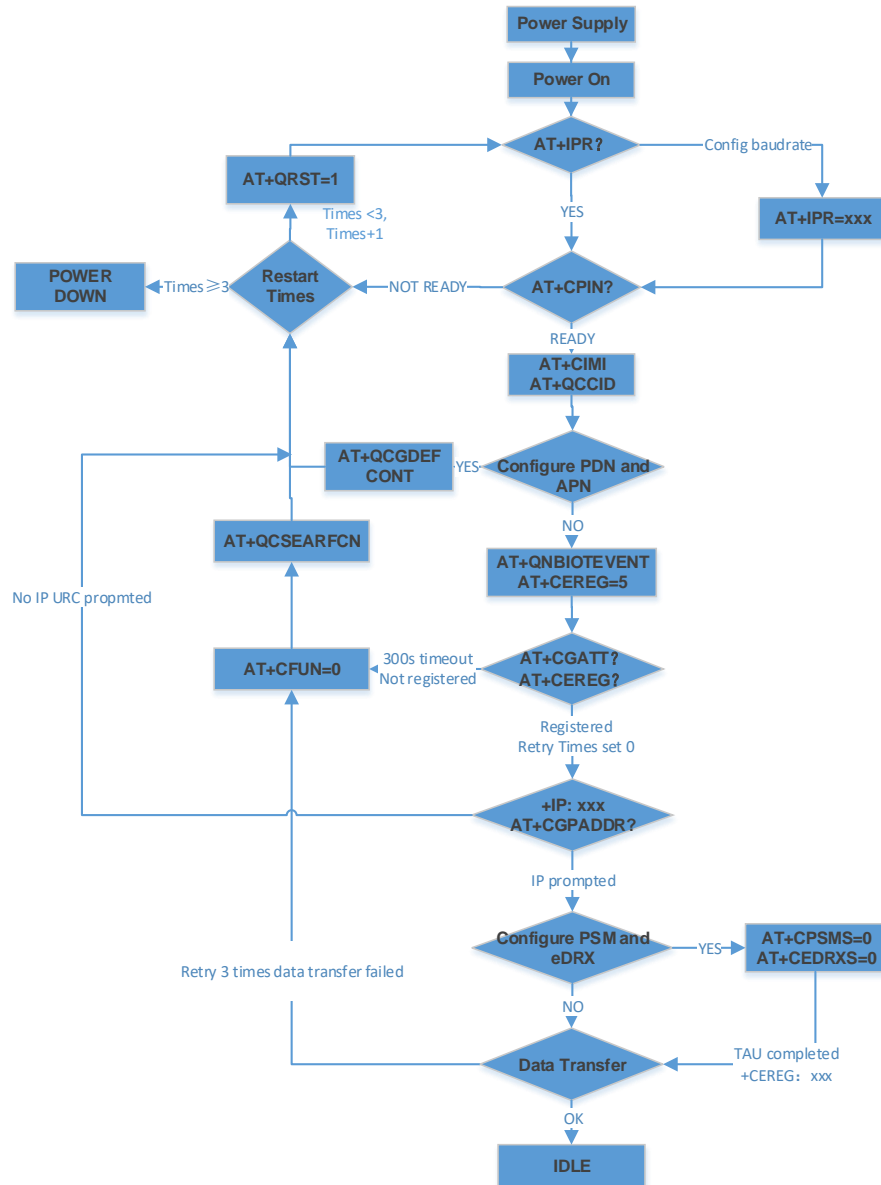 Power Supply
Power On
AT+IPR?
Config baudrate
AT+QRST=1
AT+IPR=xxx
Times <3,
Times+1
YES
POWER
DOWN
Times≥3
Restart
Times
NOT READY
AT+CPIN?
READY
AT+CIMI
AT+QCCID
AT+QCGDEF
CONT
YES
Configure PDN and
APN
NO
AT+QCSEARFCN
AT+QNBIOTEVENT
AT+CEREG=5
No IP URC propmted
AT+CFUN=0
300s timeout
Not registered
AT+CGATT?
AT+CEREG?
Registered
Retry Times set 0
+IP: xxx
AT+CGPADDR?
IP prompted
Configure PSM and
eDRX
YES
AT+CPSMS=0
AT+CEDRXS=0
Retry 3 times data transfer failed
NO
Data Transfer
TAU completed
+CEREG：xxx
OK
IDLE